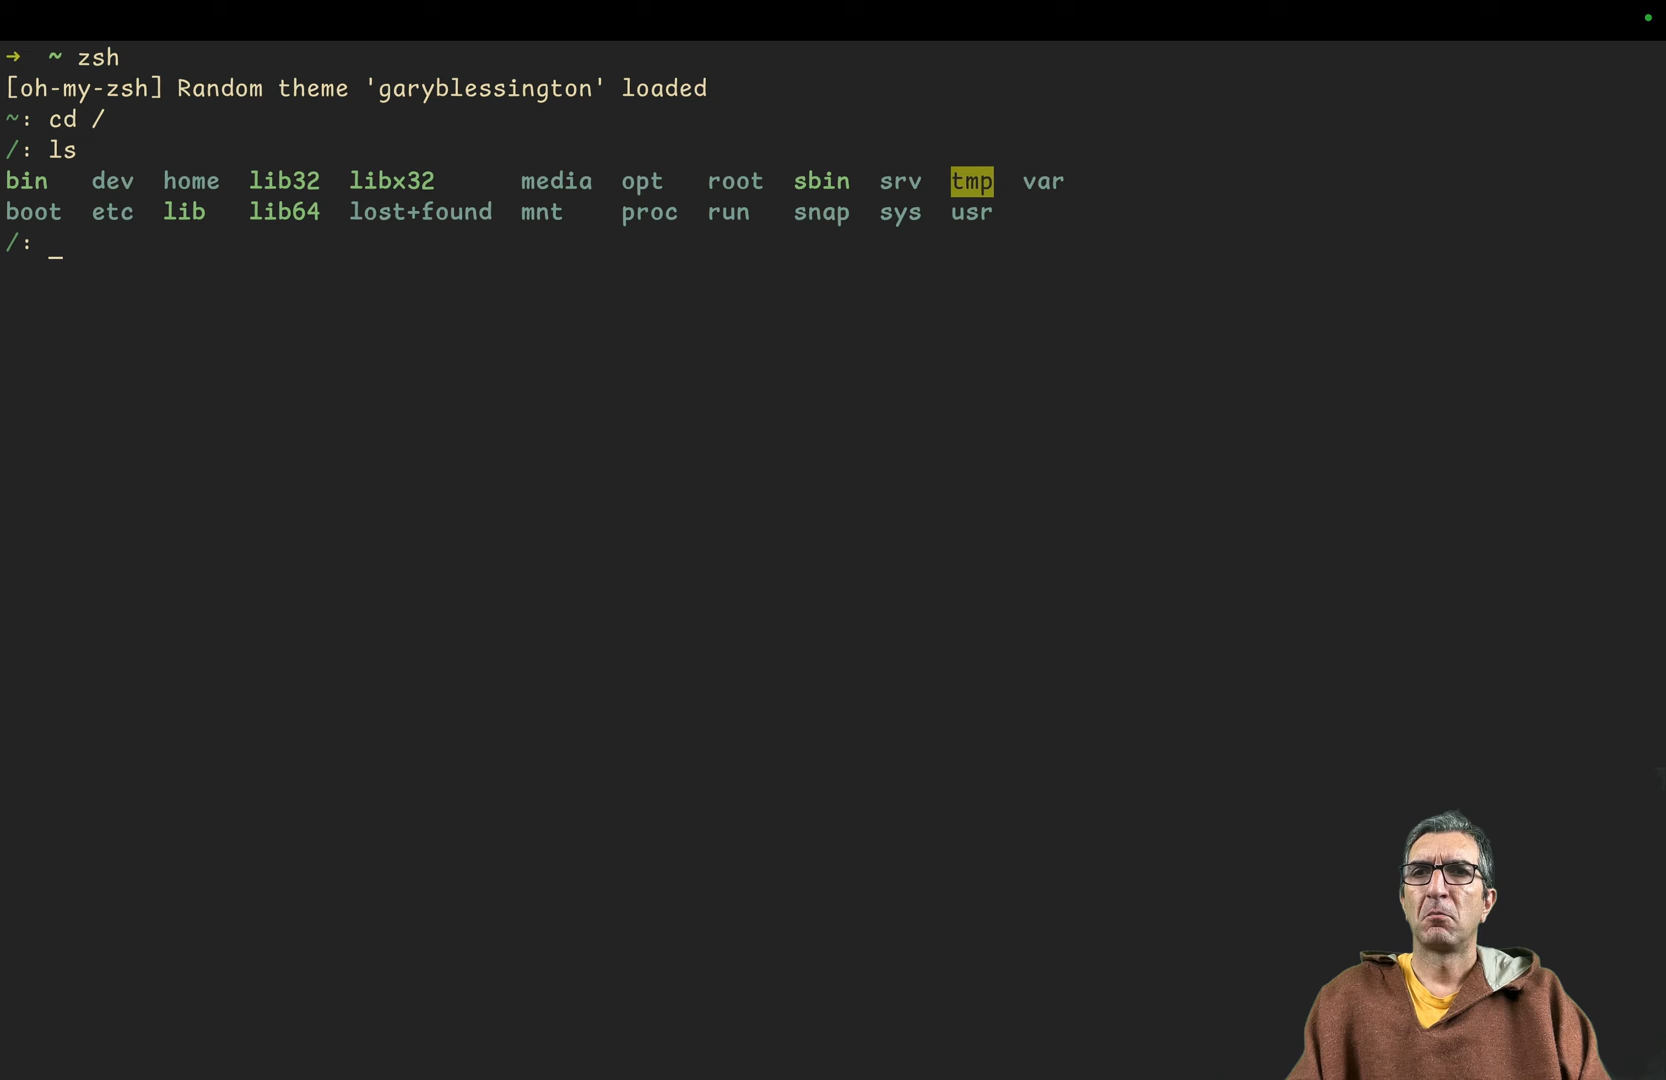 → ~ zsh
[oh-my-zsh] Random theme 'garyblessington' loaded
~: cd /
/: ls
bin dev home lib32 libx32 media opt root sbin srv tmp var
boot etc lib lib64 lost+found mnt proc run snap sys usr
/: _